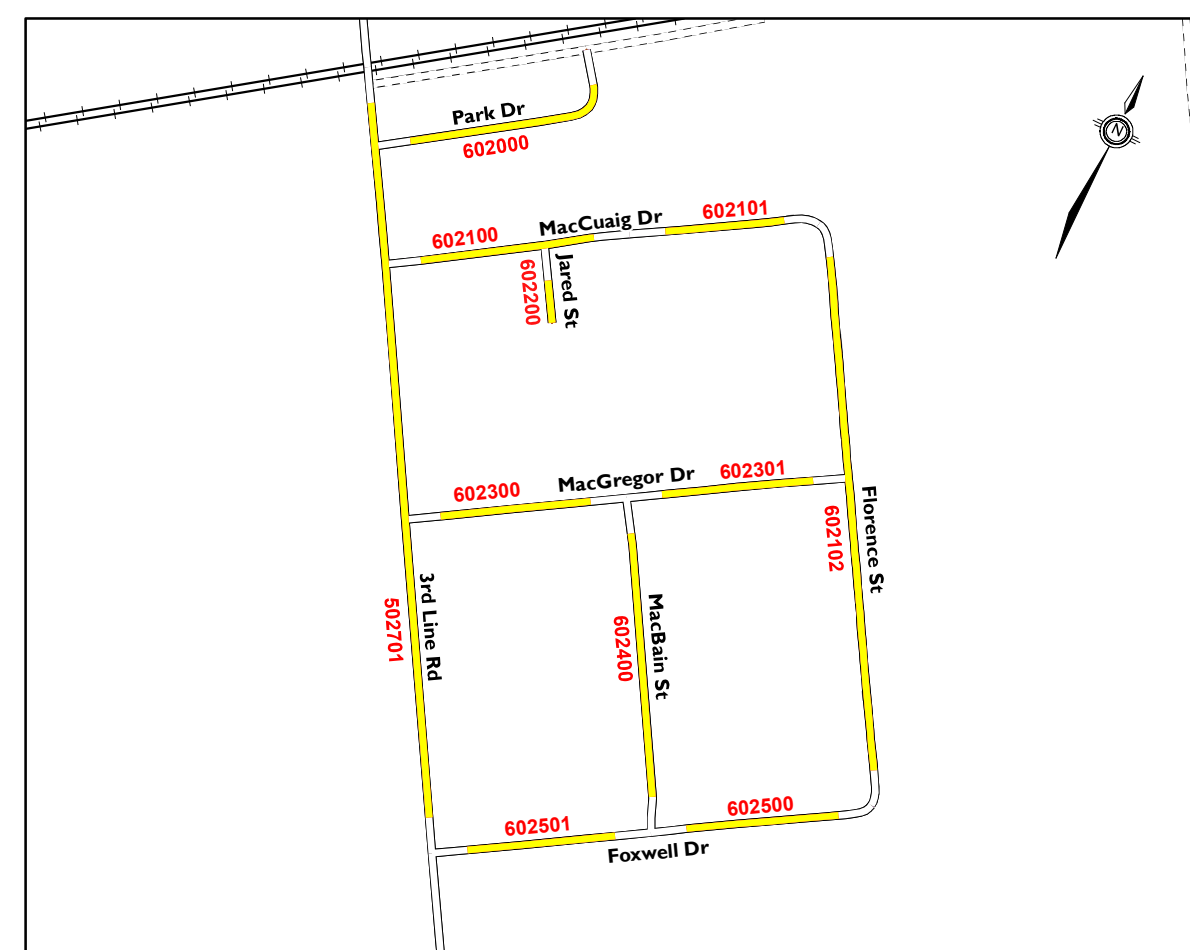 Park Dr
602000
N
602101
MacCuaig Dr
602100
602200
Jared St
602301
MacGregor Dr
602300
Florence St
602102
3rd Line Rd
502701
MacBain St
602400
602500
602501
Foxwell Dr